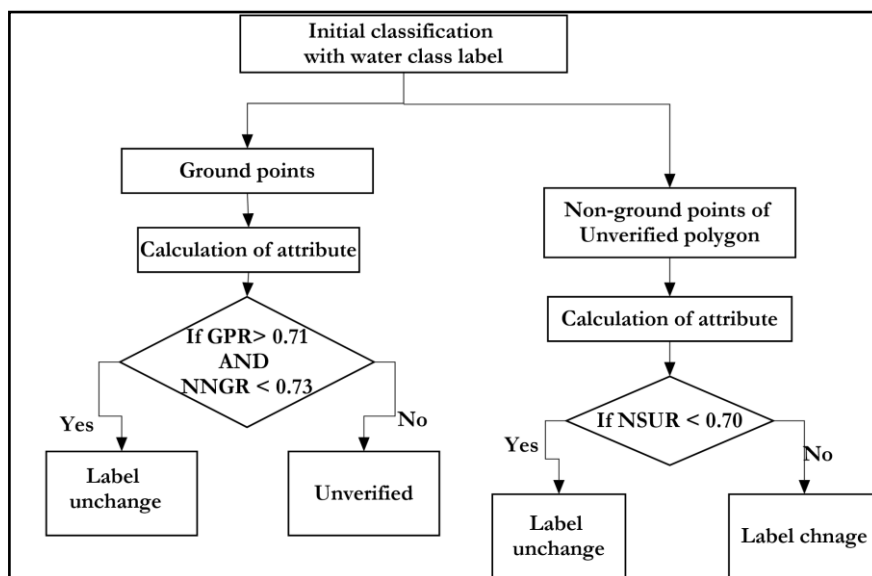 Initial classification
with water class label
Ground points
Calculation of attribute
If GPR> 0.71
AND
NNGR < 0.73
Yes
No
Label
unchange
Unverified
Non-ground points of
Unverified polygon
Calculation of attribute
If NSUR < 0.70
Yes
No
Label
unchange
Label chnage